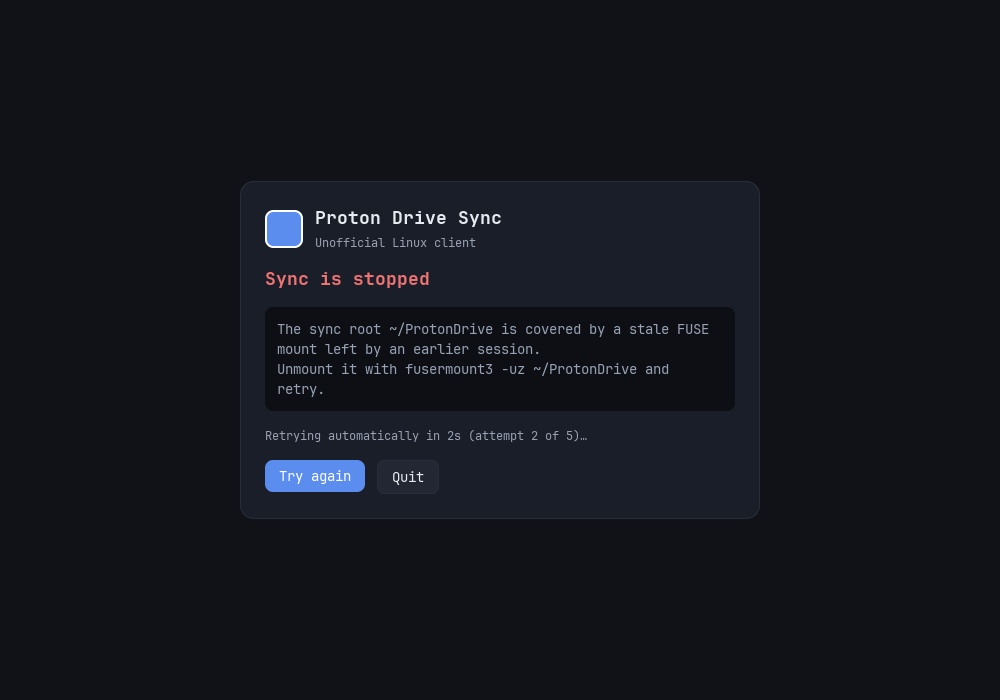 Proton Drive Sync
Unofficial Linux client
Sync is stopped
The sync root ~/ProtonDrive is covered by a stale FUSE
mount left by an earlier session.
Unmount it with fusermount3 -uz ~/ProtonDrive and
retry.
Retrying automatically in 2s (attempt 2 of 5)…
Try again
Quit